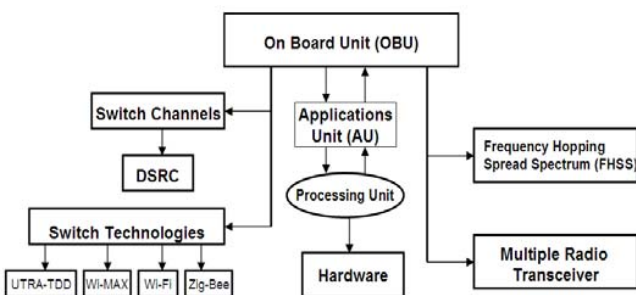 On Board Unit (OBU)
Switch Channels
Applications
Unit (AU)
Frequency Hopping
Spread Spectrum (FHSS)
DSRC
Processing Unit
Switch Technologies
Multiple Radio
Transceiver
Hardware
UTRA-TDD
Wi-MAX
Wi-Fi
Zig-Bee